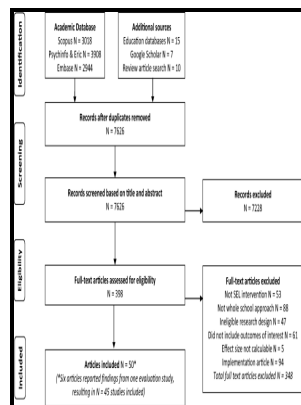 Identification
Academic Database
Scopus N = 3018
Psychinfo & Eric N = 3908
Embase N = 2944
Additional sources
Education databases N = 15
Google Scholar N = 7
Review article search N = 10
Records after duplicates removed
N = 7626
Screening
Records screened based on title and abstract
N = 7626
Records excluded
N = 7228
Eligibility
Full-text articles assessed for eligibility
N = 398
Full-text articles excluded
Not SEL intervention N = 53
Not whole school approach N = 88
Ineligible research design N = 47
Did not include outcomes of interest N = 61
Effect size not calculable N = 5
Implementation article N = 94
Total full text articles excluded N = 348
Included
Articles included N = 50*
(*Six articles reported findings from one evaluation study,
resulting in N = 45 studies included)